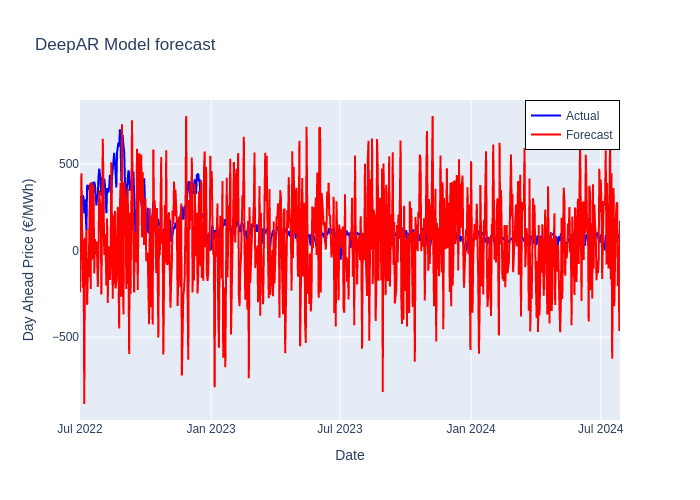 DeepAR Model forecast
Actual
Forecast
500
0
−500
Day Ahead Price (€/MWh)
Jul 2022
Jan 2023
Jul 2023
Jan 2024
Jul 2024
Date